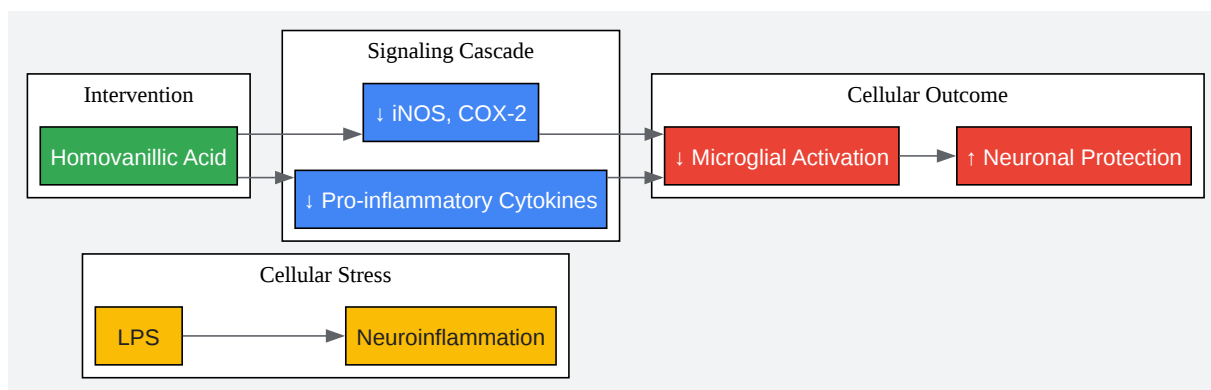 Signaling Cascade
Intervention
Cellular Outcome
↓ iNOS, COX-2
Homovanillic Acid
↓ Microglial Activation
↑ Neuronal Protection
↓ Pro-inflammatory Cytokines
Cellular Stress
LPS
Neuroinflammation